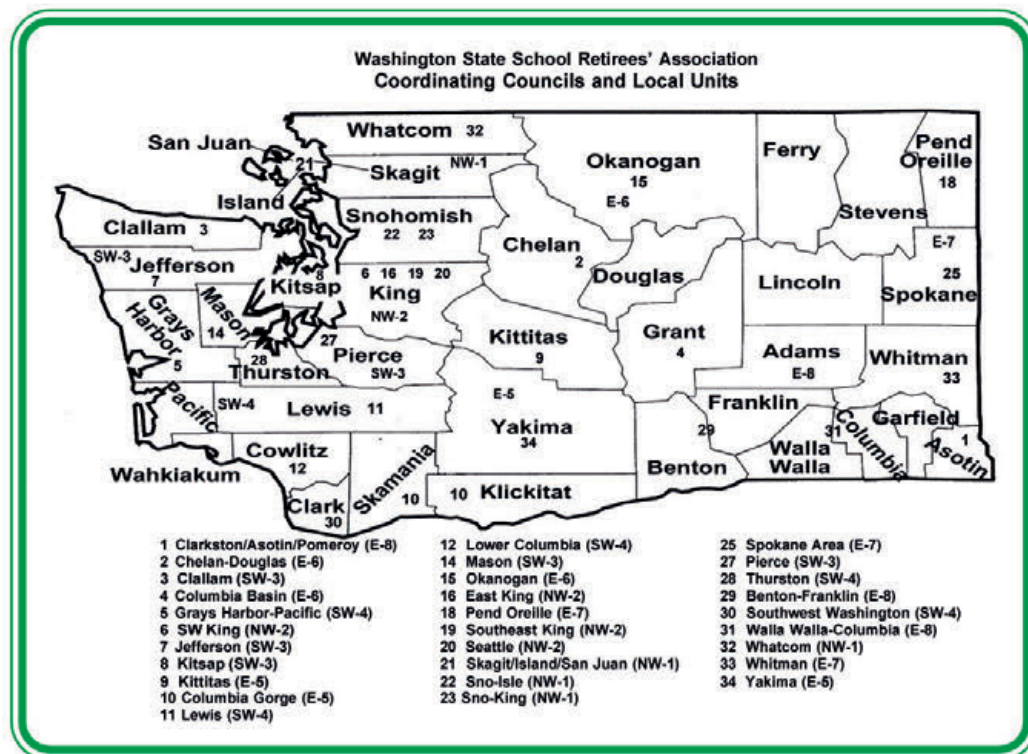 Washington State School Retirees' Association
Coordinating Councils and Local Units
Whatcom 32
San Juan
21
Skagit
NW-1
Island
Okanogan
15
E-6
Ferry
Stevens
Pend
Oreille
18
Clallam 3
Snohomish
22 23
Chelan
2
Douglas
E-7
25
Spokane
SW-3
Jefferson
7
8
Kitsap
6 16 19 20
King
NW-2
Lincoln
Grays
Harbor
5
Mason
14
27
Pierce
SW-3
28
Thurston
Kittitas
9
Grant
4
Adams
E-8
Whitman
33
Pacific
SW-4
Lewis 11
E-5
Yakima
34
Franklin
29
Benton
31
Walla
Walla
Columbia
Garfield
1
Asotin
Wahkiakum
Cowlitz
12
Clark
30
Skamania
10
10 Klickitat
1 Clarkston/Asotin/Pomeroy (E-8)
2 Chelan-Douglas (E-6)
3 Clallam (SW-3)
4 Columbia Basin (E-6)
5 Grays Harbor-Pacific (SW-4)
6 SW King (NW-2)
7 Jefferson (SW-3)
8 Kitsap (SW-3)
9 Kittitas (E-5)
10 Columbia Gorge (E-5)
11 Lewis (SW-4)
12 Lower Columbia (SW-4)
14 Mason (SW-3)
15 Okanogan (E-6)
16 East King (NW-2)
18 Pend Oreille (E-7)
19 Southeast King (NW-2)
20 Seattle (NW-2)
21 Skagit/Island/San Juan (NW-1)
22 Sno-Isle (NW-1)
23 Sno-King (NW-1)
25 Spokane Area (E-7)
27 Pierce (SW-3)
28 Thurston (SW-4)
29 Benton-Franklin (E-8)
30 Southwest Washington (SW-4)
31 Walla Walla-Columbia (E-8)
32 Whatcom (NW-1)
33 Whitman (E-7)
34 Yakima (E-5)